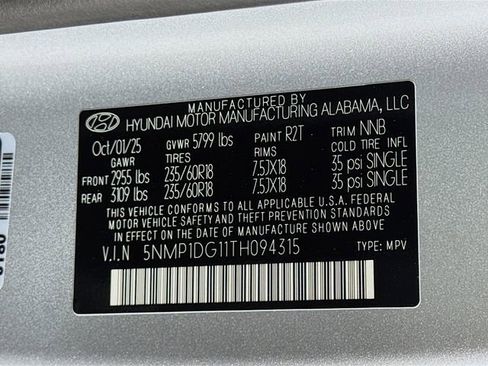 MANUFACTURED BY
HYUNDAI MOTOR MANUFACTURING ALABAMA, LLC
Oct/01/25 GVWR 5799 lbs PAINT R2T TRIM NNB
GAWR TIRES RIMS COLD TIRE INFL
FRONT 2955 lbs 235/60R18 7.5JX18 35 psi SINGLE
REAR 3109 lbs 235/60R18 7.5JX18 35 psi SINGLE
THIS VEHICLE CONFORMS TO ALL APPLICABLE FEDERAL
MOTOR VEHICLE SAFETY AND THEFT PREVENTION STANDARDS
IN EFFECT ON THE DATE OF MANUFACTURE SHOWN ABOVE.
V.I.N 5NMP1DG11TH094315 TYPE: MPV